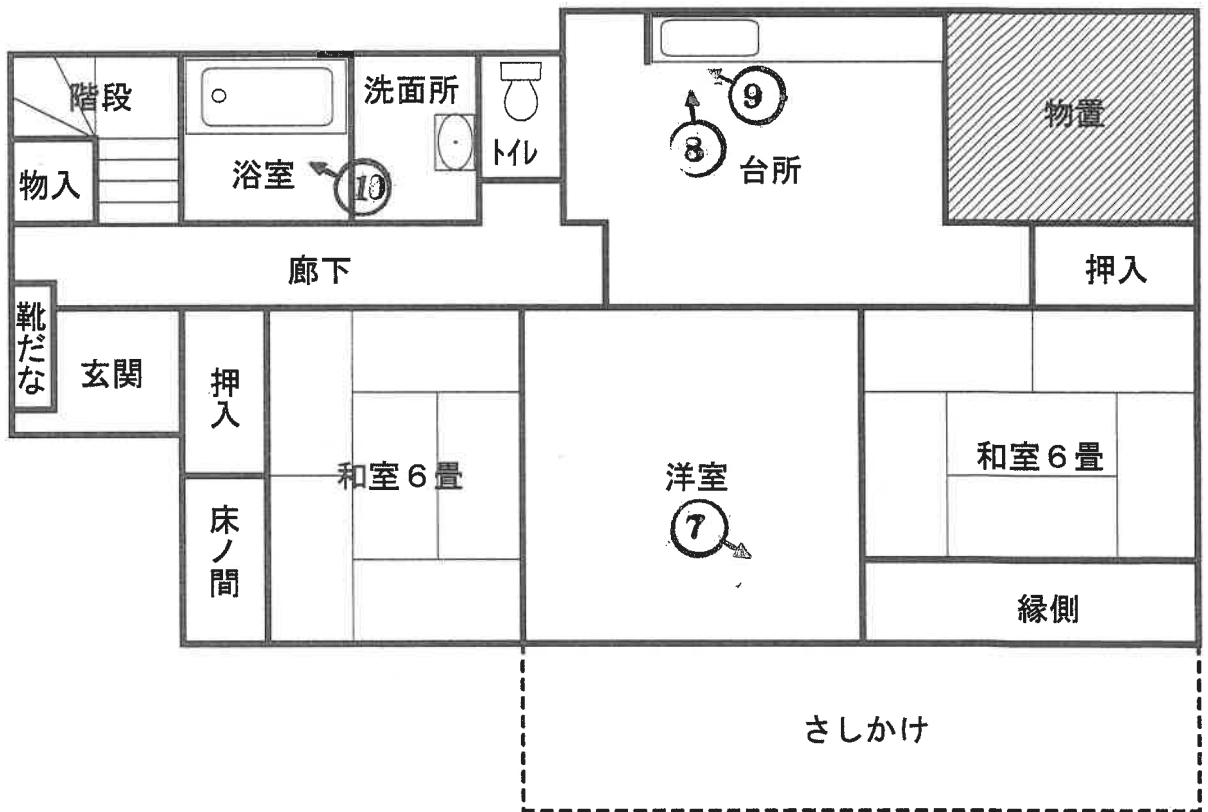 階段
洗面所
⑨
物置
トイレ
⑧
台所
物入
浴室
⑩
廊下
押入
靴だな
玄関
押入
和室6畳
洋室
和室6畳
⑦
床ノ間
縁側
さしかけ